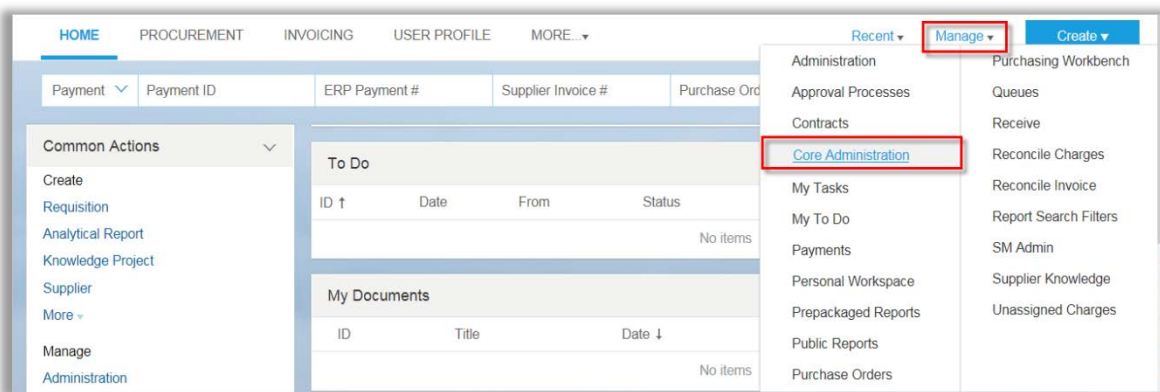 HOME PROCUREMENT INVOICING USER PROFILE MORE... Recent Manage Create
Payment Payment ID ERP Payment # Supplier Invoice # Purchase Ord
Common Actions
Create
Requisition
Analytical Report
Knowledge Project
Supplier
More
Manage
Administration
To Do
ID ↑ Date From Status
No items
My Documents
ID Title Date ↓
No items
Administration
Approval Processes
Contracts
Core Administration
My Tasks
My To Do
Payments
Personal Workspace
Prepackaged Reports
Public Reports
Purchase Orders
Purchasing Workbench
Queues
Receive
Reconcile Charges
Reconcile Invoice
Report Search Filters
SM Admin
Supplier Knowledge
Unassigned Charges